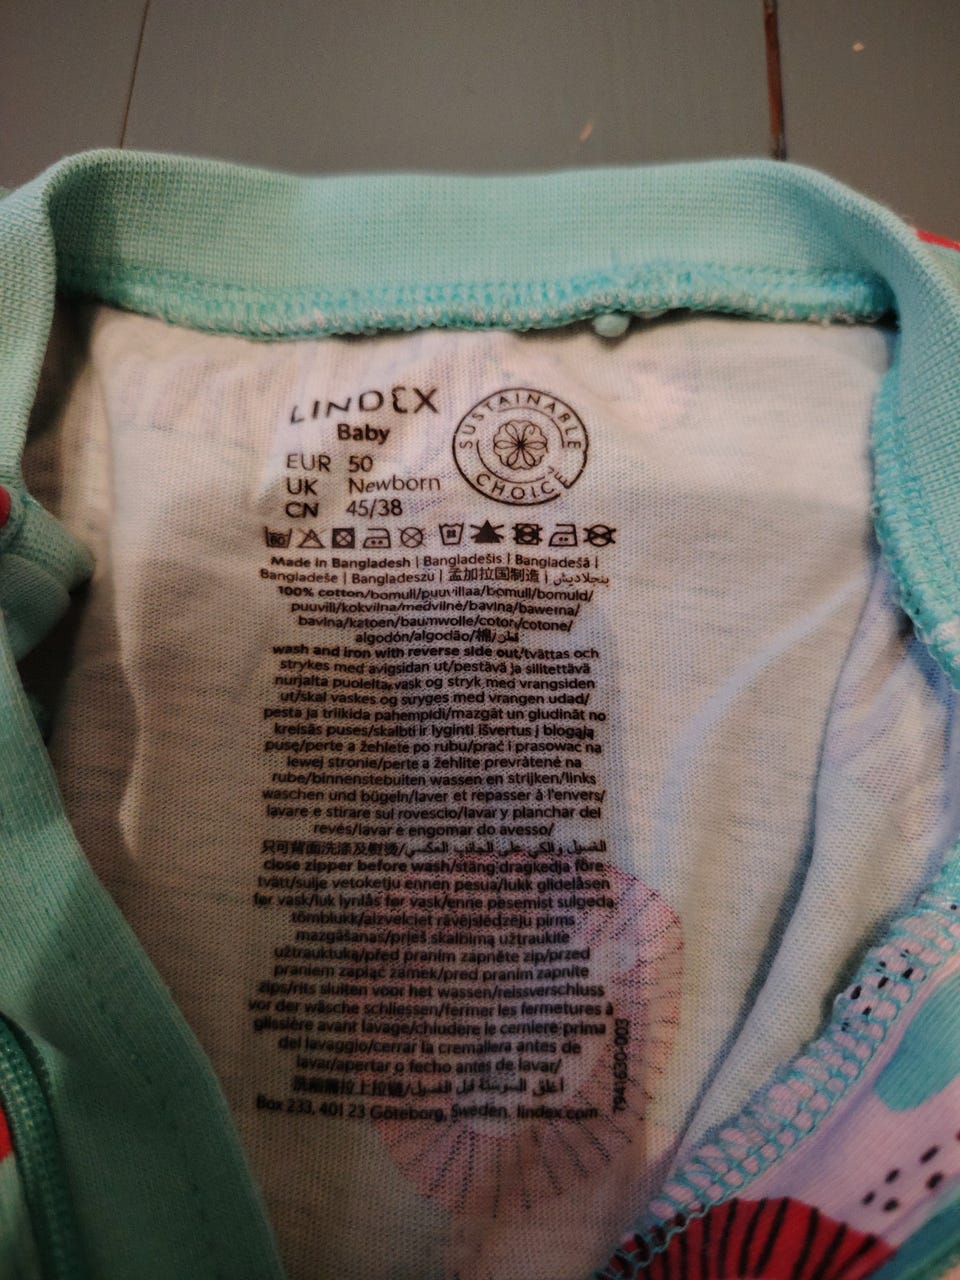 LINDEX
Baby
SUSTAINABLE CHOICE
EUR 50
UK Newborn
CN 45/38
60
Made in Bangladesh | Bangladešis | Bangladešā |
Bangladeše | Bangladeszu | 孟加拉国制造 | بنجلاديش
100% cotton/bomull/puuvillaa/bomull/bomuld/
puuvill/kokvilna/medvilnė/bavlna/bawełna/
bavlna/katoen/baumwolle/coton/cotone/
algodón/algodão/棉/قطن
wash and iron with reverse side out/tvättas och
strykes med avigsidan ut/pestävä ja silitettävä
nurjalta puolelta,vask og stryk med vrangsiden
ut/skal vaskes og stryges med vrangen udad/
pesta ja triikida pahempidi/mazgāt un gludināt no
kreisās puses/skalbti ir lyginti išvertus į blogąją
pusę/perte a žehlete po rubu/prać i prasować na
lewej stronie/perte a žehlite prevrátené na
rube/binnenstebuiten wassen en strijken/links
waschen und bügeln/laver et repasser à l'envers/
lavare e stirare sul rovescio/lavar y planchar del
revés/lavar e engomar do avesso/
只可背面洗涤及熨烫/الغسيل والكي على الجانب العكسي
close zipper before wash/stäng dragkedja före
tvätt/sulje vetoketju ennen pesua/lukk glidelåsen
før vask/luk lynlås før vask/enne pesemist sulgeda
tõmblukk/aizvelciet rāvējslēdzēju pirms
mazgāšanas/prieš skalbimą užtraukite
užtrauktuką/před praním zapněte zip/przed
praniem zapiąć zamek/pred praním zapnite
zips/rits sluiten voor het wassen/reissverschluss
vor der wäsche schliessen/fermer les fermetures à
glissière avant lavage/chiudere le cerniere prima
del lavaggio/cerrar la cremallera antes de
lavar/apertar o fecho antes de lavar/
洗前需拉上拉链/أغلق السوستة قبل الغسيل
Box 233, 401 23 Göteborg, Sweden. lindex.com
7941630-003